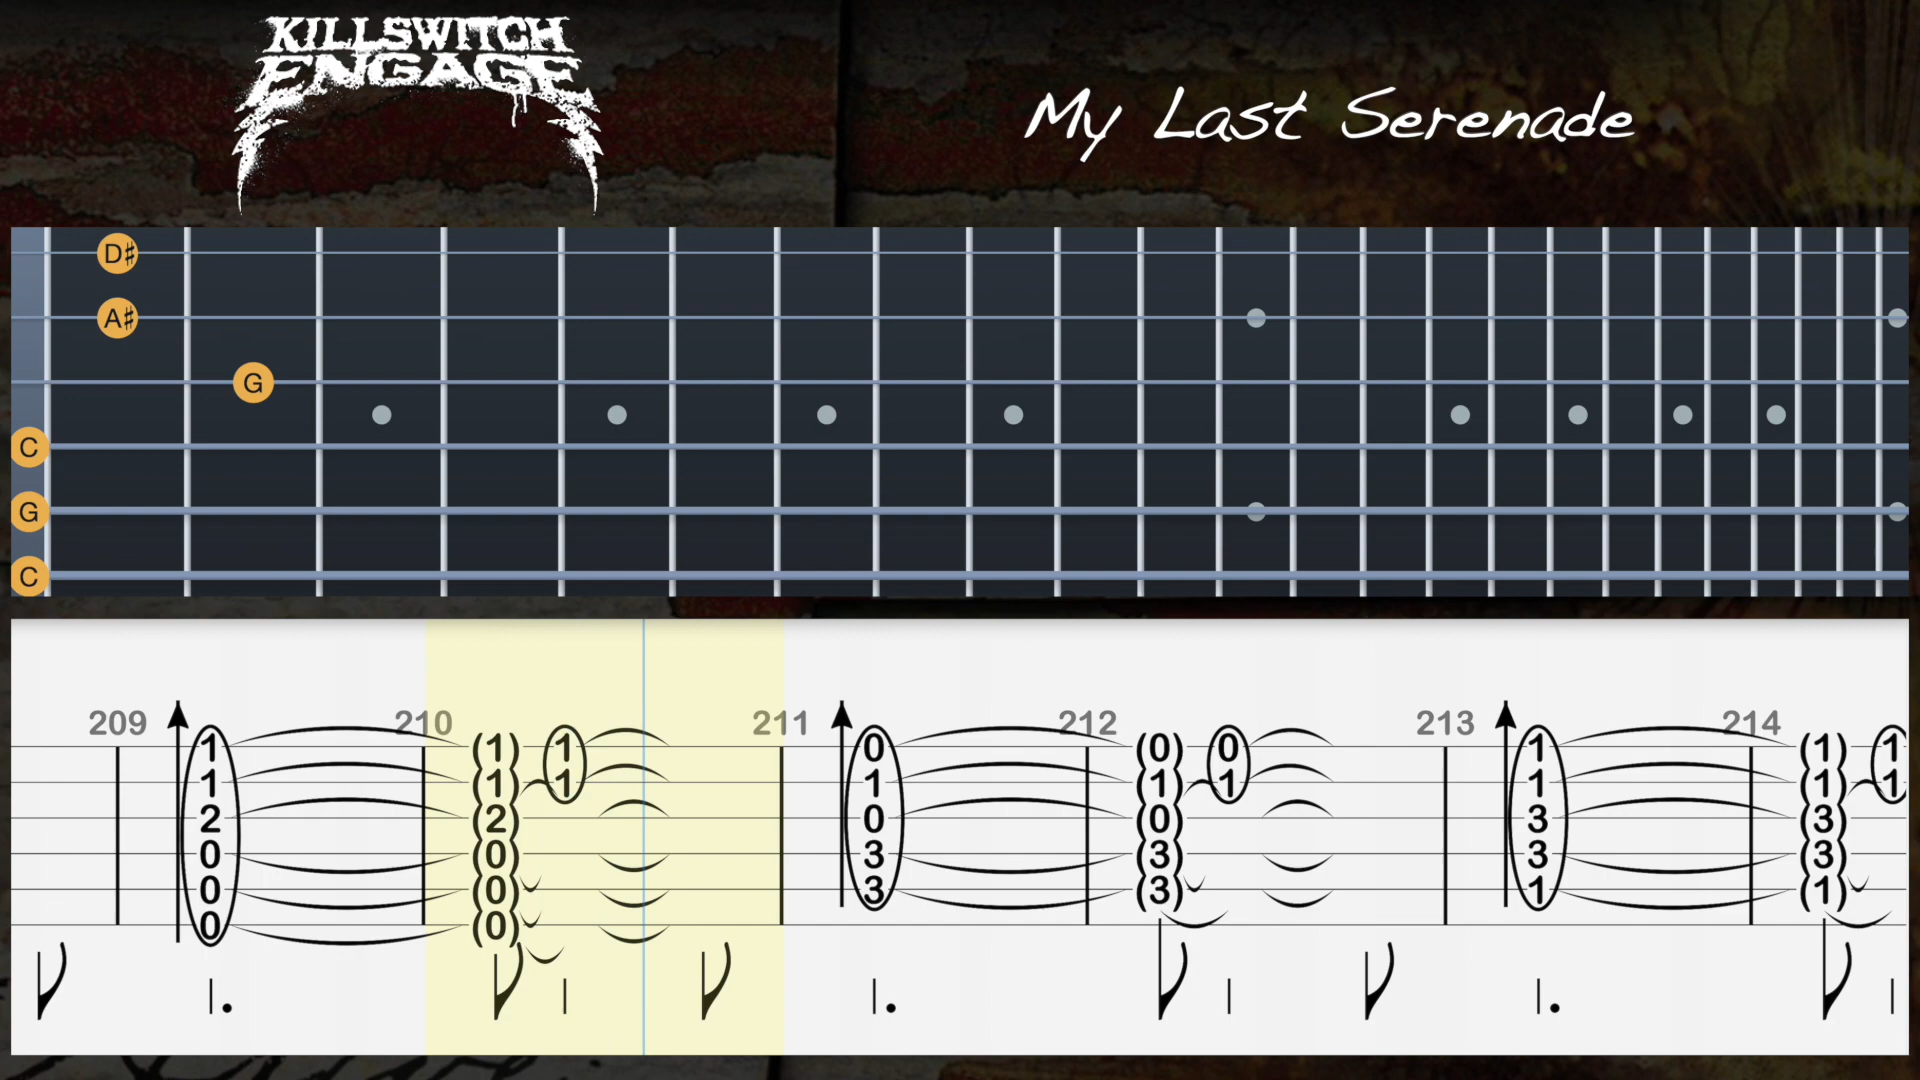 KILLSWITCH
ENGAGE
My Last Serenade
D♯
A♯
G
C
G
C
209 210 211 212 213 214
1 (1) 1 0 (0) 0 1 (1) 1
1 (1) 1 1 (1) 1 1 (1) 1
2 (2) 0 (0) 3 (3)
0 (0) 3 (3) 3 (3)
0 (0) 3 (3) 1 (1)
0 (0)